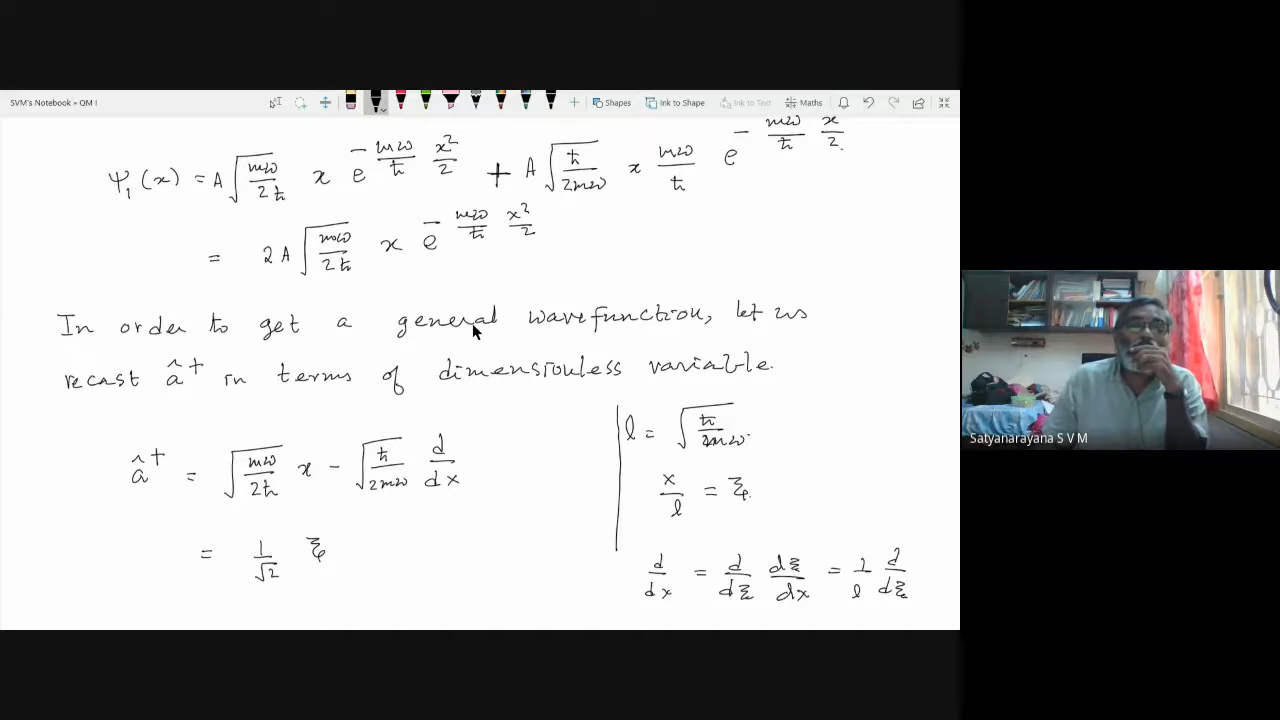 SVM's Notebook » QM I
Shapes Ink to Shape Ink to Text Maths
ψ₁(x) = A √(mω/2ħ) x e^(−(mω/ħ) x²/2) + A √(ħ/2mω) x (mω/ħ) e^(−(mω/ħ) x/2)
= 2A √(mω/2ħ) x e^(−(mω/ħ) x²/2)
In order to get a general wavefunction, let us
recast â† in terms of dimensionless variable.
l = √(ħ/mω)
â† = √(mω/2ħ) x − √(ħ/2mω) d/dx
x/l = ξ
= 1/√2 ξ
d/dx = d/dξ dξ/dx = 1/l d/dξ
Satyanarayana S V M